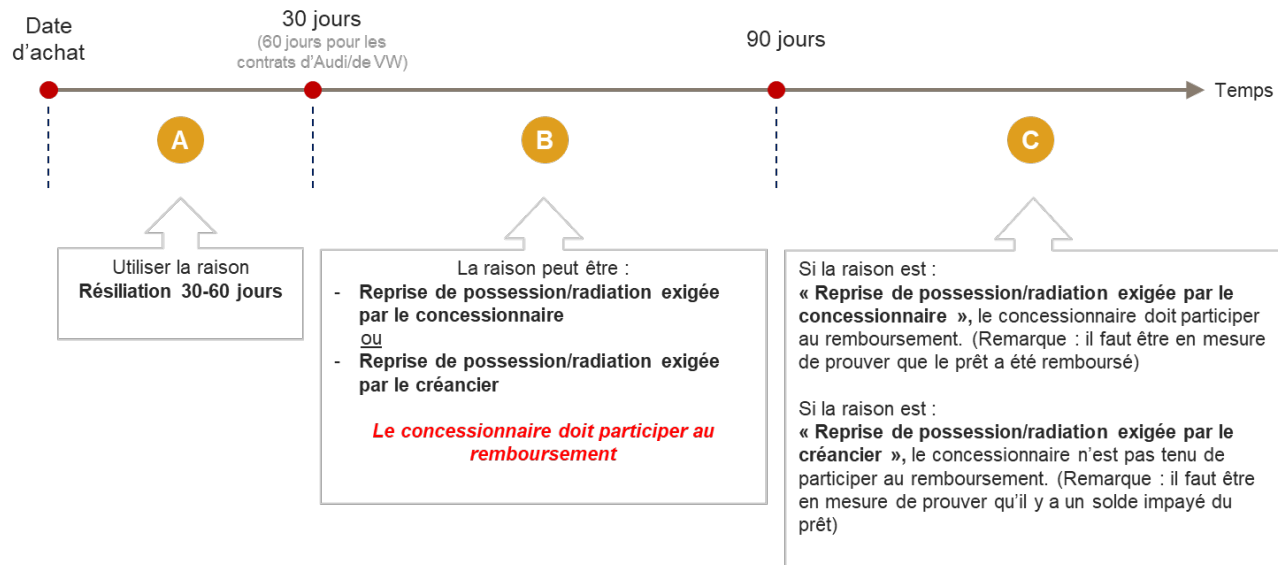 Date
d'achat
30 jours
(60 jours pour les
contrats d'Audi/de VW)
90 jours
Temps
A
B
C
Utiliser la raison
Résiliation 30-60 jours
La raison peut être :
- Reprise de possession/radiation exigée
par le concessionnaire
ou
- Reprise de possession/radiation exigée
par le créancier
Le concessionnaire doit participer au
remboursement
Si la raison est :
« Reprise de possession/radiation exigée par le
concessionnaire », le concessionnaire doit participer
au remboursement. (Remarque : il faut être en mesure
de prouver que le prêt a été remboursé)
Si la raison est :
« Reprise de possession/radiation exigée par le
créancier », le concessionnaire n'est pas tenu de
participer au remboursement. (Remarque : il faut être
en mesure de prouver qu'il y a un solde impayé du
prêt)